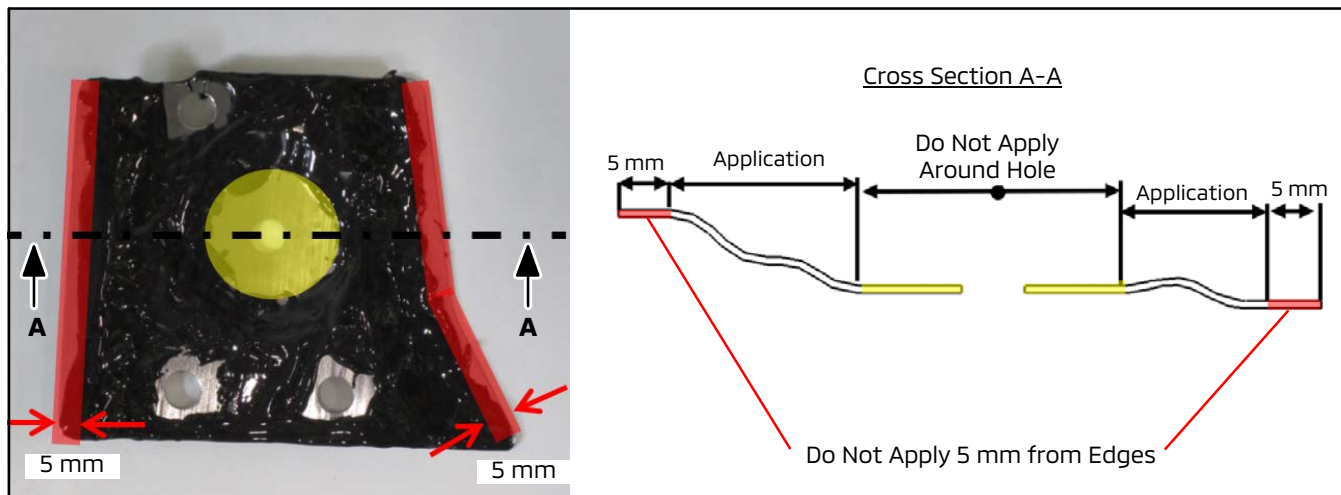 A
A
5 mm
5 mm
Cross Section A-A
5 mm
Application
Do Not Apply
Around Hole
Application
5 mm
Do Not Apply 5 mm from Edges